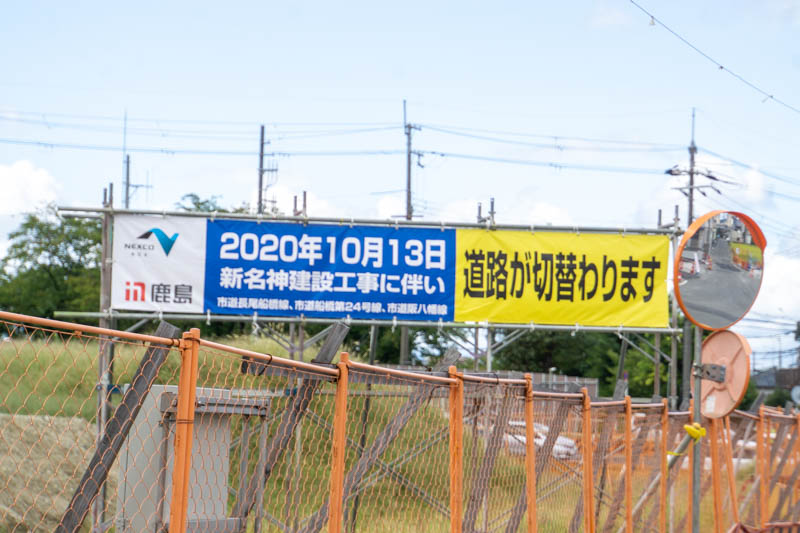 NEXCO
鹿島
2020年10月13日
新名神建設工事に伴い
市道長尾船橋線、市道船橋第24号線、市道阪八幡線
道路が切替わります